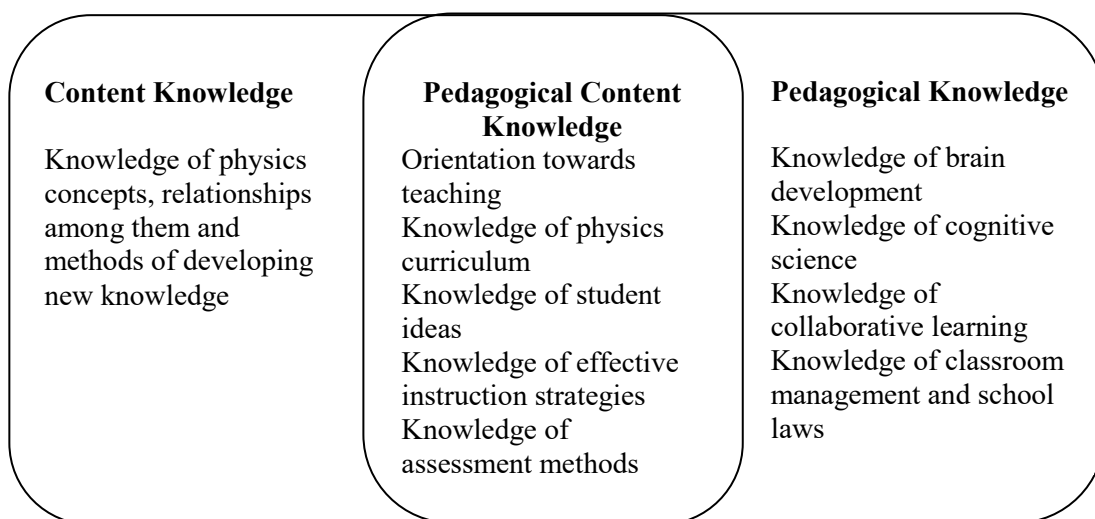 Content Knowledge
Knowledge of physics
concepts, relationships
among them and
methods of developing
new knowledge
Pedagogical Content
Knowledge
Orientation towards
teaching
Knowledge of physics
curriculum
Knowledge of student
ideas
Knowledge of effective
instruction strategies
Knowledge of
assessment methods
Pedagogical Knowledge
Knowledge of brain
development
Knowledge of cognitive
science
Knowledge of
collaborative learning
Knowledge of classroom
management and school
laws